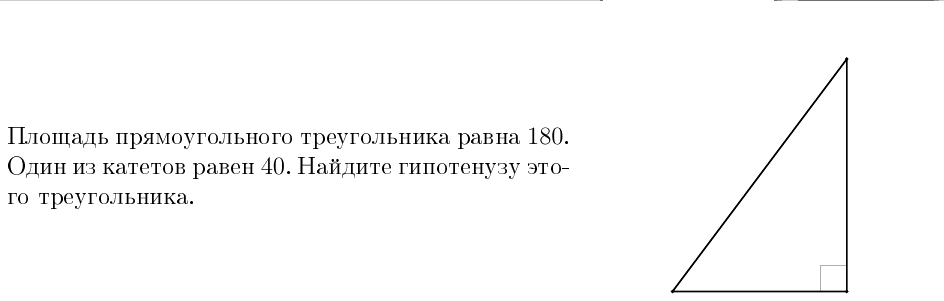 Площадь прямоугольного треугольника равна 180.
Один из катетов равен 40. Найдите гипотенузу это-
го треугольника.